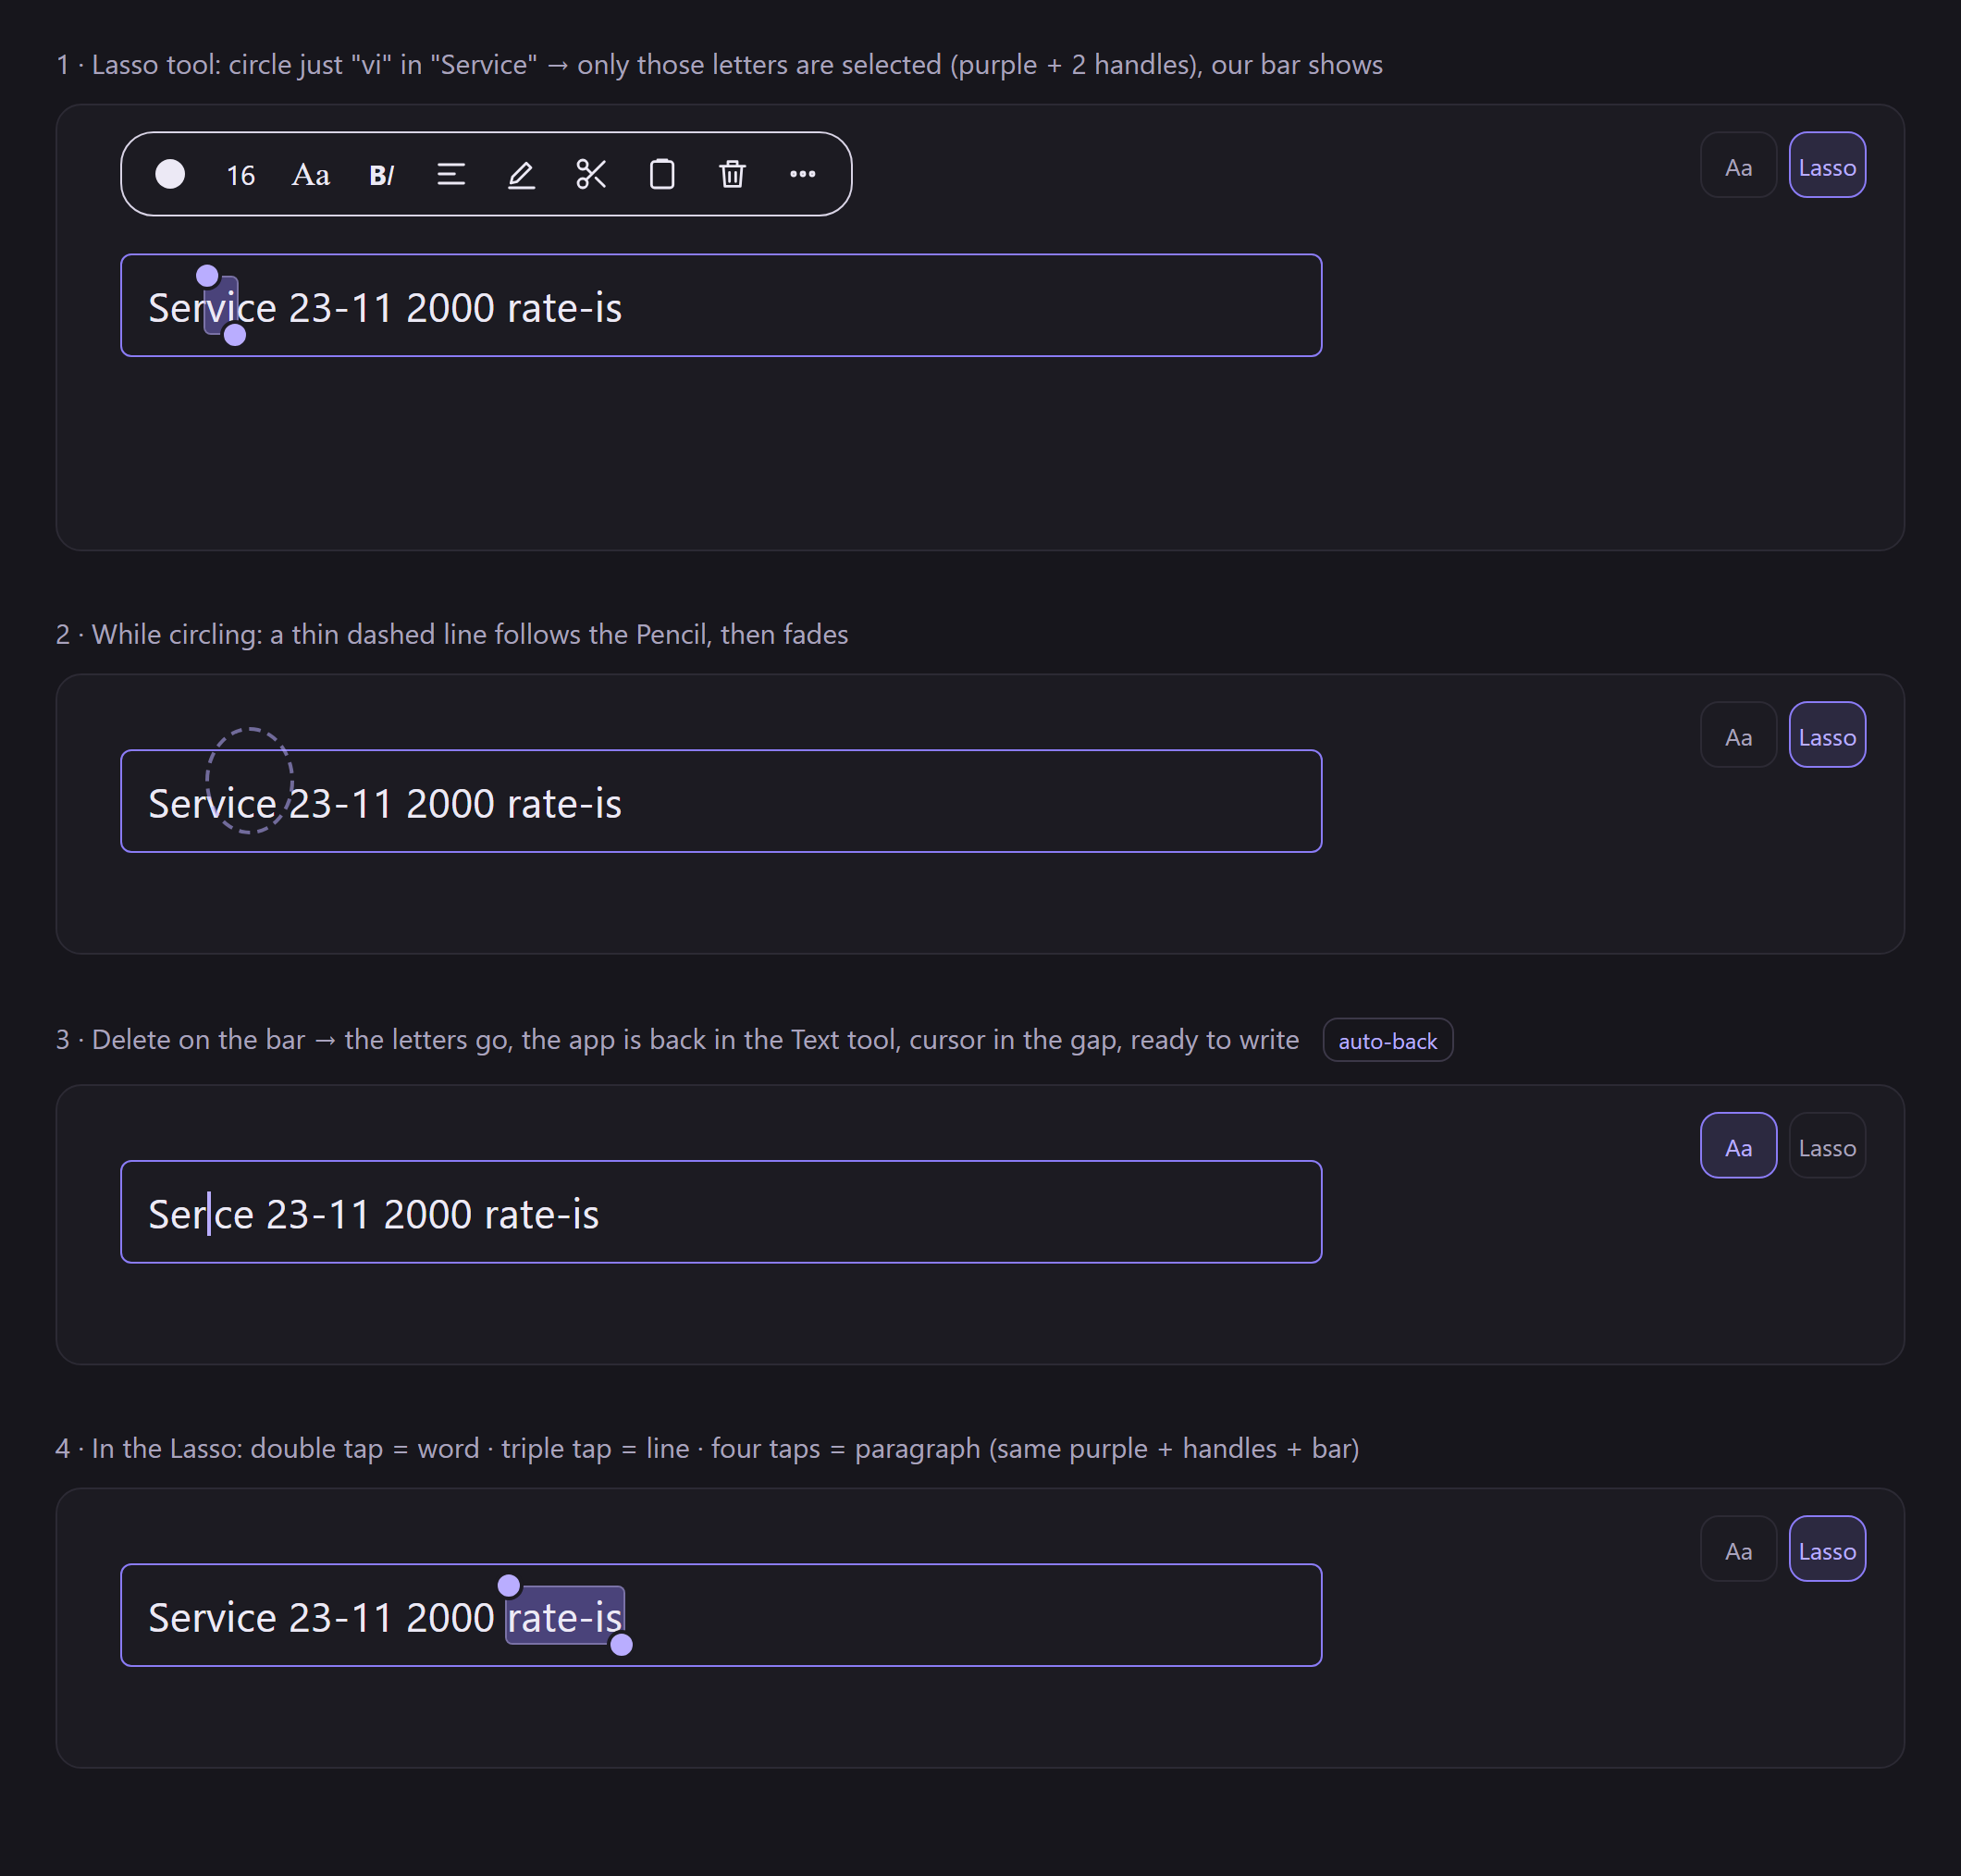 1 · Lasso tool: circle just "vi" in "Service" → only those letters are selected (purple + 2 handles), our bar shows
16 Aa BI
Aa Lasso
Service 23-11 2000 rate-is
2 · While circling: a thin dashed line follows the Pencil, then fades
Aa Lasso
Service 23-11 2000 rate-is
3 · Delete on the bar → the letters go, the app is back in the Text tool, cursor in the gap, ready to write auto-back
Aa Lasso
Serce 23-11 2000 rate-is
4 · In the Lasso: double tap = word · triple tap = line · four taps = paragraph (same purple + handles + bar)
Aa Lasso
Service 23-11 2000 rate-is